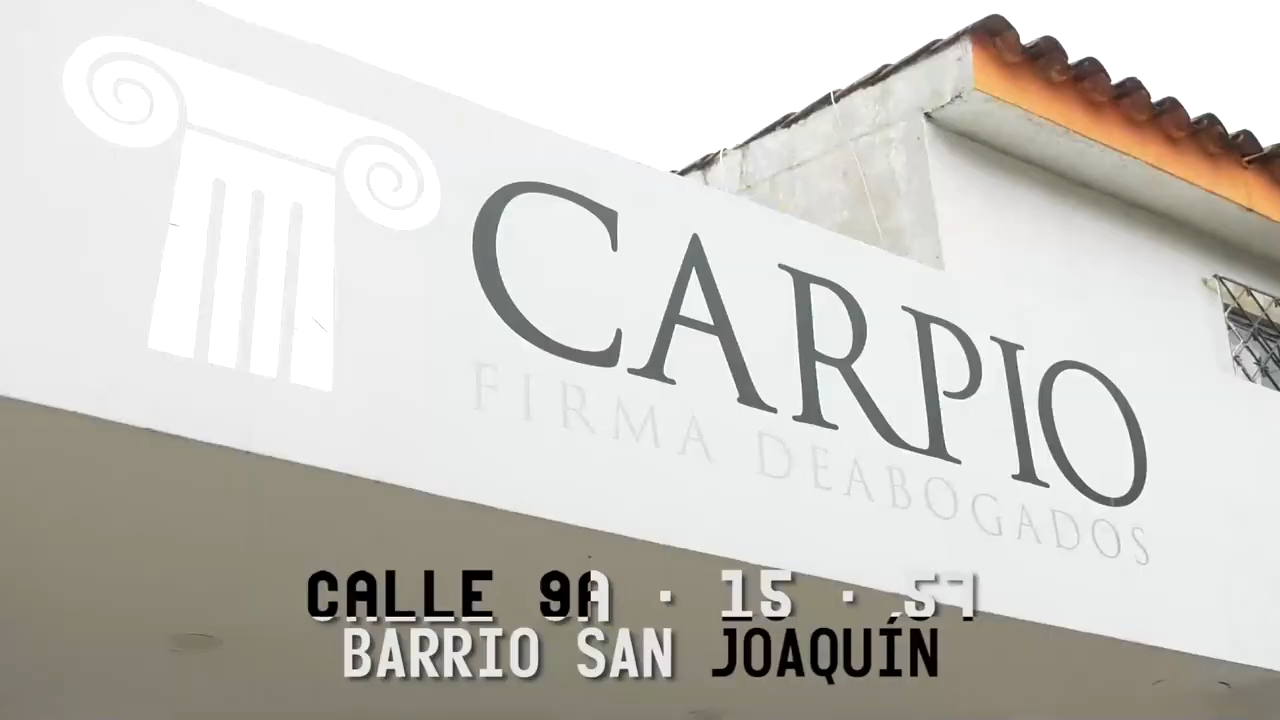 CARPIO
FIRMA DEABOGADOS
CALLE 9A · 15 · 57
BARRIO SAN JOAQUÍN